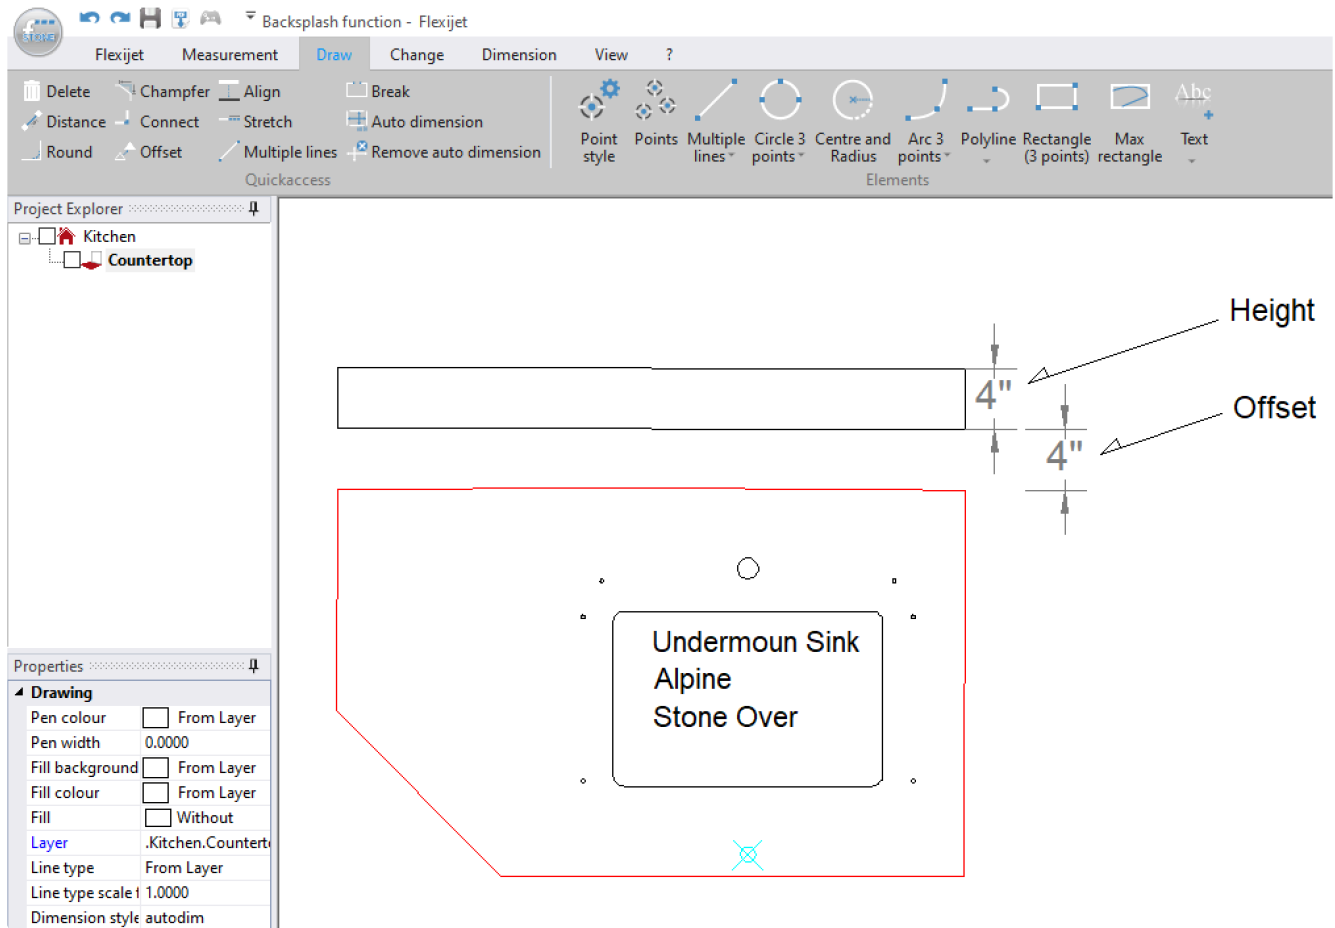 Backsplash function - Flexijet
stone
Flexijet Measurement Draw Change Dimension View ?
Delete Champfer Align Break
Distance Connect Stretch Auto dimension
Round Offset Multiple lines Remove auto dimension
Quickaccess
Point style
Points
Multiple lines
Circle 3 points
Centre and Radius
Arc 3 points
Polyline
Rectangle (3 points)
Max rectangle
Abc
Text
Elements
Project Explorer
Kitchen
Countertop
Height
4"
Offset
4"
Undermoun Sink
Alpine
Stone Over
Properties
Drawing
Pen colour From Layer
Pen width 0.0000
Fill background From Layer
Fill colour From Layer
Fill Without
Layer .Kitchen.Counterto
Line type From Layer
Line type scale f 1.0000
Dimension style autodim